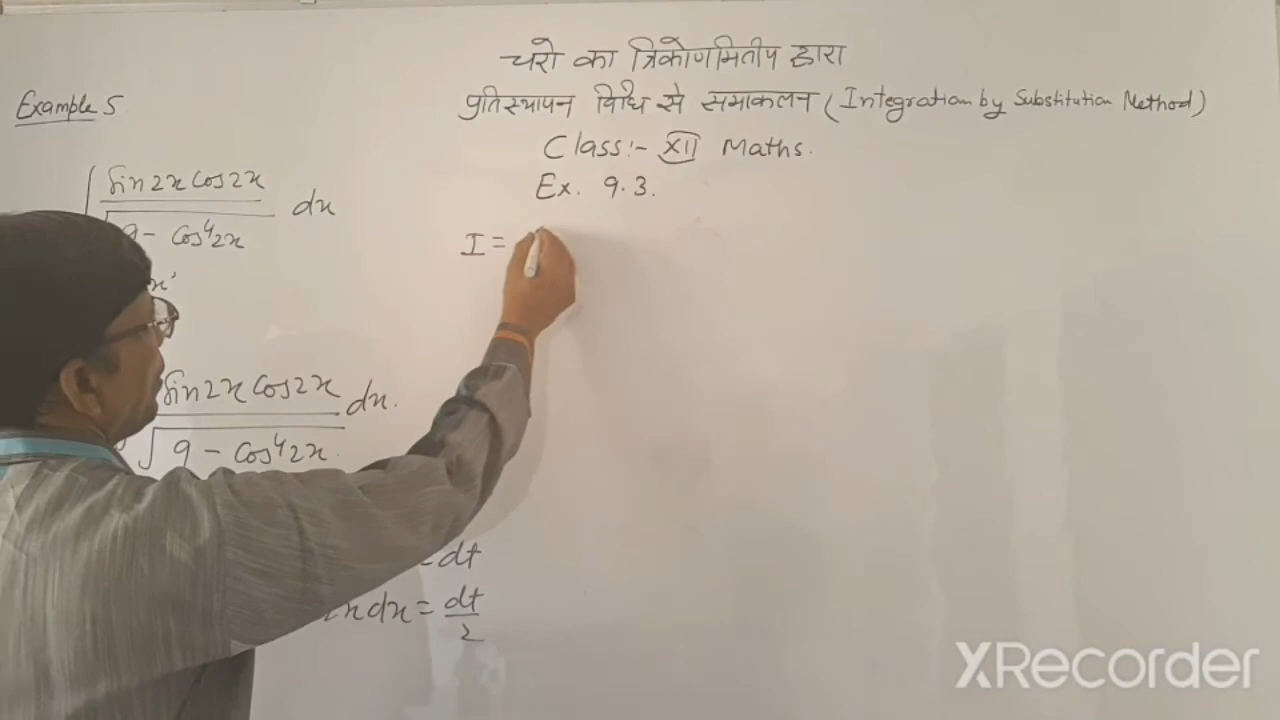 चरो का त्रिकोणमितीय द्वारा
प्रतिस्थापन विधि से समाकलन (Integration by Substitution Method)
Class:- XII Maths.
Ex. 9.3.
Example 5
∫ Sin2x Cos2x / √9 - Cos⁴2x dx
Sin2x Cos2x / √9 - Cos⁴2x dx.
= dt
dx = dt/2
I =
XRecorder